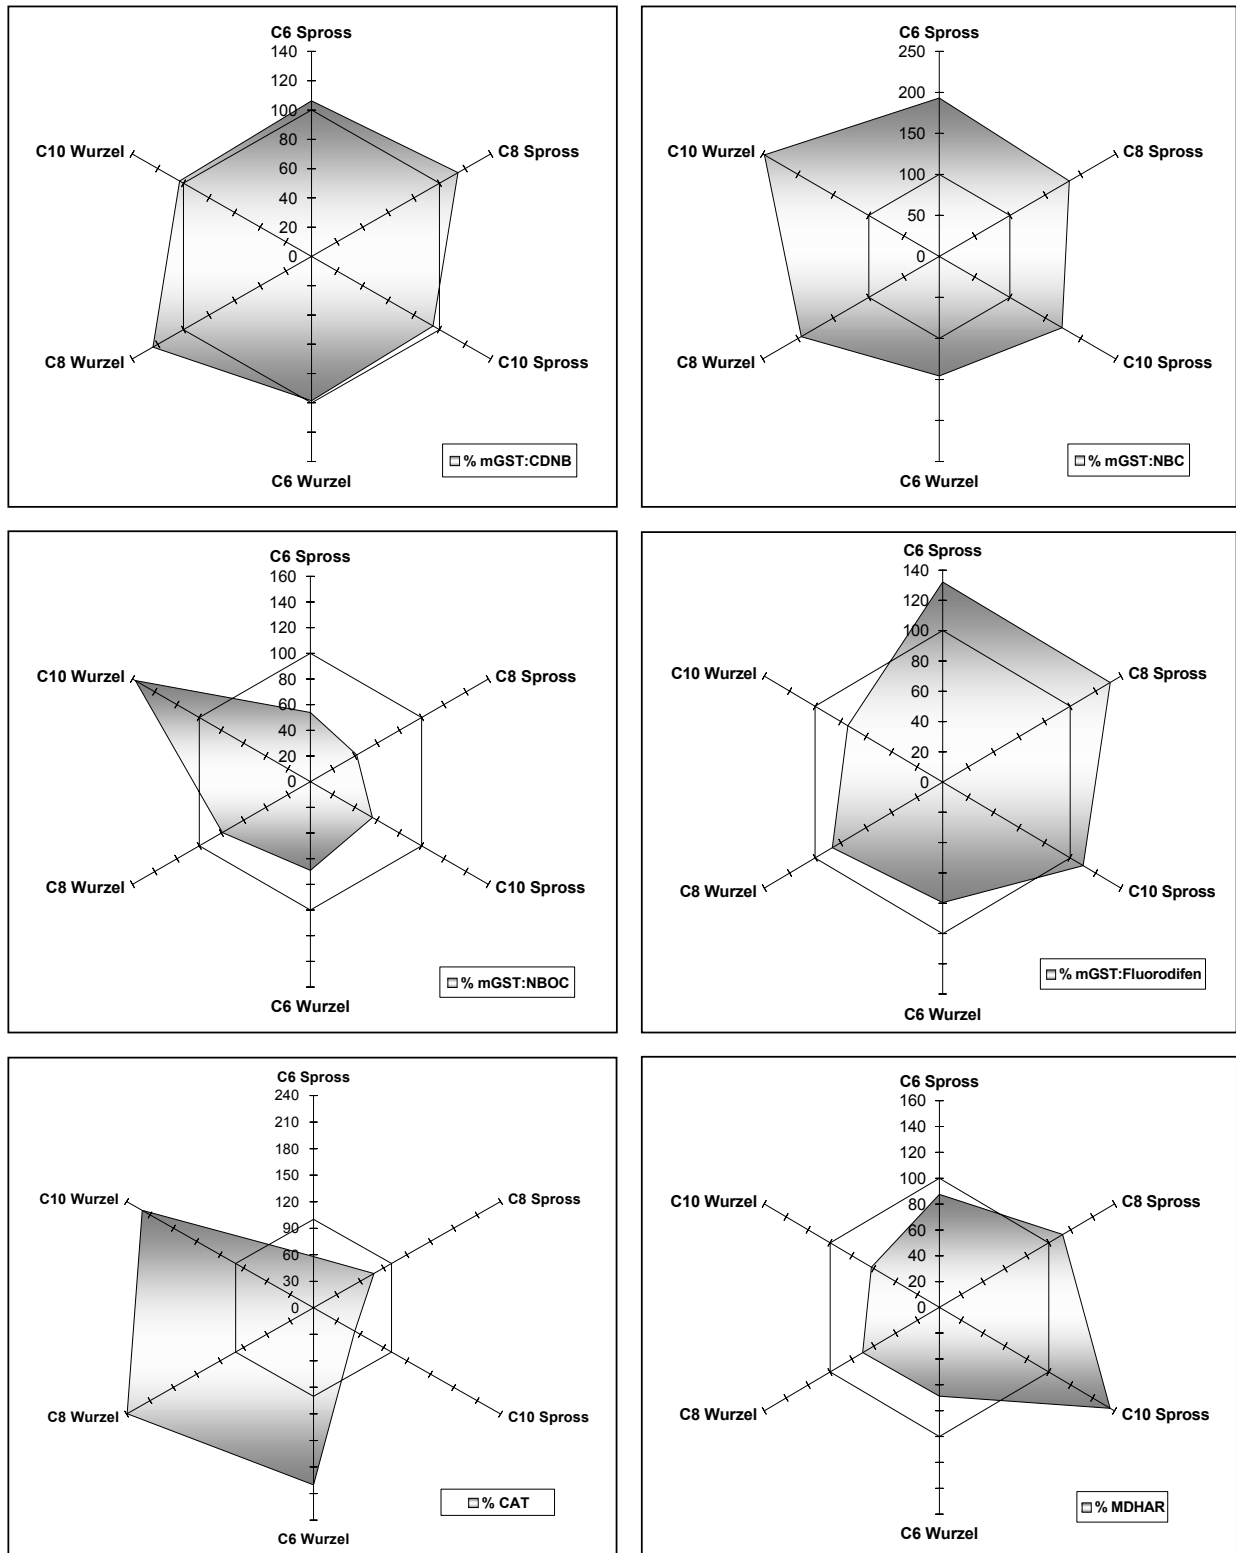 C6 Spross
140
120
100
80
60
40
20
0
C8 Spross
C10 Spross
C6 Wurzel
C8 Wurzel
C10 Wurzel
% mGST:CDNB
C6 Spross
250
200
150
100
50
0
C8 Spross
C10 Spross
C6 Wurzel
C8 Wurzel
C10 Wurzel
% mGST:NBC
C6 Spross
160
140
120
100
80
60
40
20
0
C8 Spross
C10 Spross
C6 Wurzel
C8 Wurzel
C10 Wurzel
% mGST:NBOC
C6 Spross
140
120
100
80
60
40
20
0
C8 Spross
C10 Spross
C6 Wurzel
C8 Wurzel
C10 Wurzel
% mGST:Fluorodifen
C6 Spross
240
210
180
150
120
90
60
30
0
C8 Spross
C10 Spross
C6 Wurzel
C8 Wurzel
C10 Wurzel
% CAT
C6 Spross
160
140
120
100
80
60
40
20
0
C8 Spross
C10 Spross
C6 Wurzel
C8 Wurzel
C10 Wurzel
% MDHAR